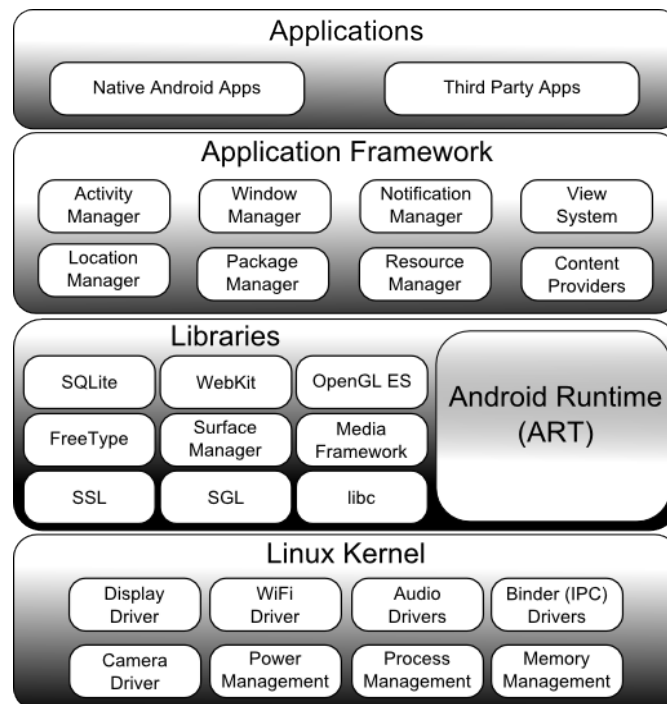 Applications
Native Android Apps
Third Party Apps
Application Framework
Activity
Manager
Window
Manager
Notification
Manager
View
System
Location
Manager
Package
Manager
Resource
Manager
Content
Providers
Libraries
SQLite
WebKit
OpenGL ES
FreeType
Surface
Manager
Media
Framework
SSL
SGL
libc
Android Runtime
(ART)
Linux Kernel
Display
Driver
WiFi
Driver
Audio
Drivers
Binder (IPC)
Drivers
Camera
Driver
Power
Management
Process
Management
Memory
Management